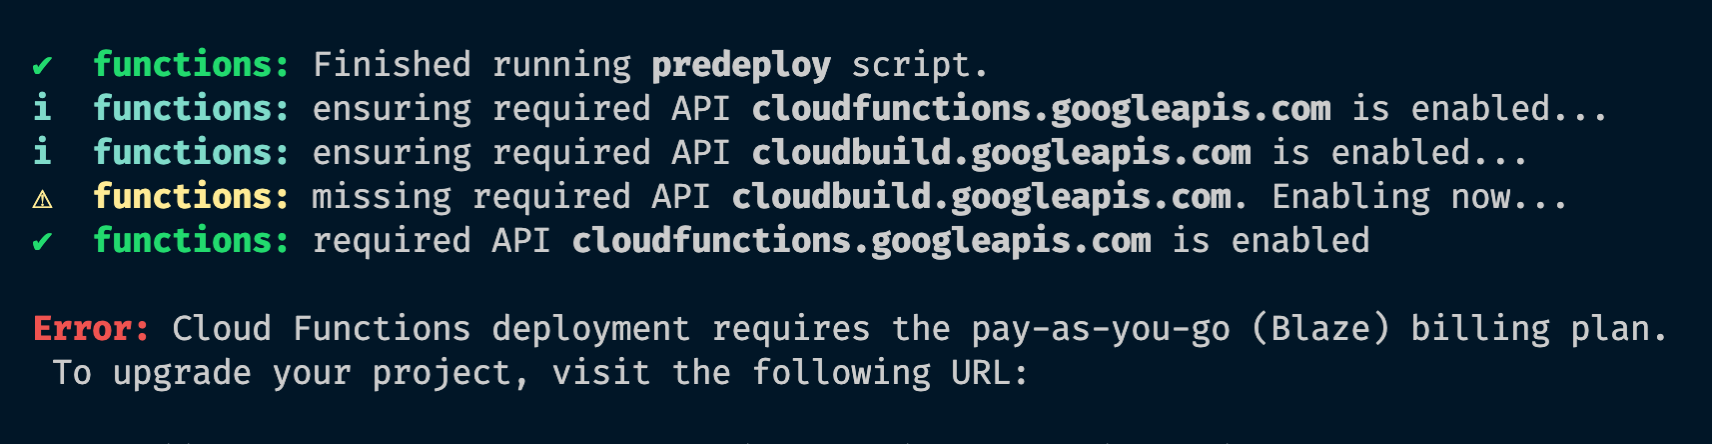 ✔  functions: Finished running predeploy script.
i  functions: ensuring required API cloudfunctions.googleapis.com is enabled...
i  functions: ensuring required API cloudbuild.googleapis.com is enabled...
⚠  functions: missing required API cloudbuild.googleapis.com. Enabling now...
✔  functions: required API cloudfunctions.googleapis.com is enabled
Error: Cloud Functions deployment requires the pay-as-you-go (Blaze) billing plan.
To upgrade your project, visit the following URL: